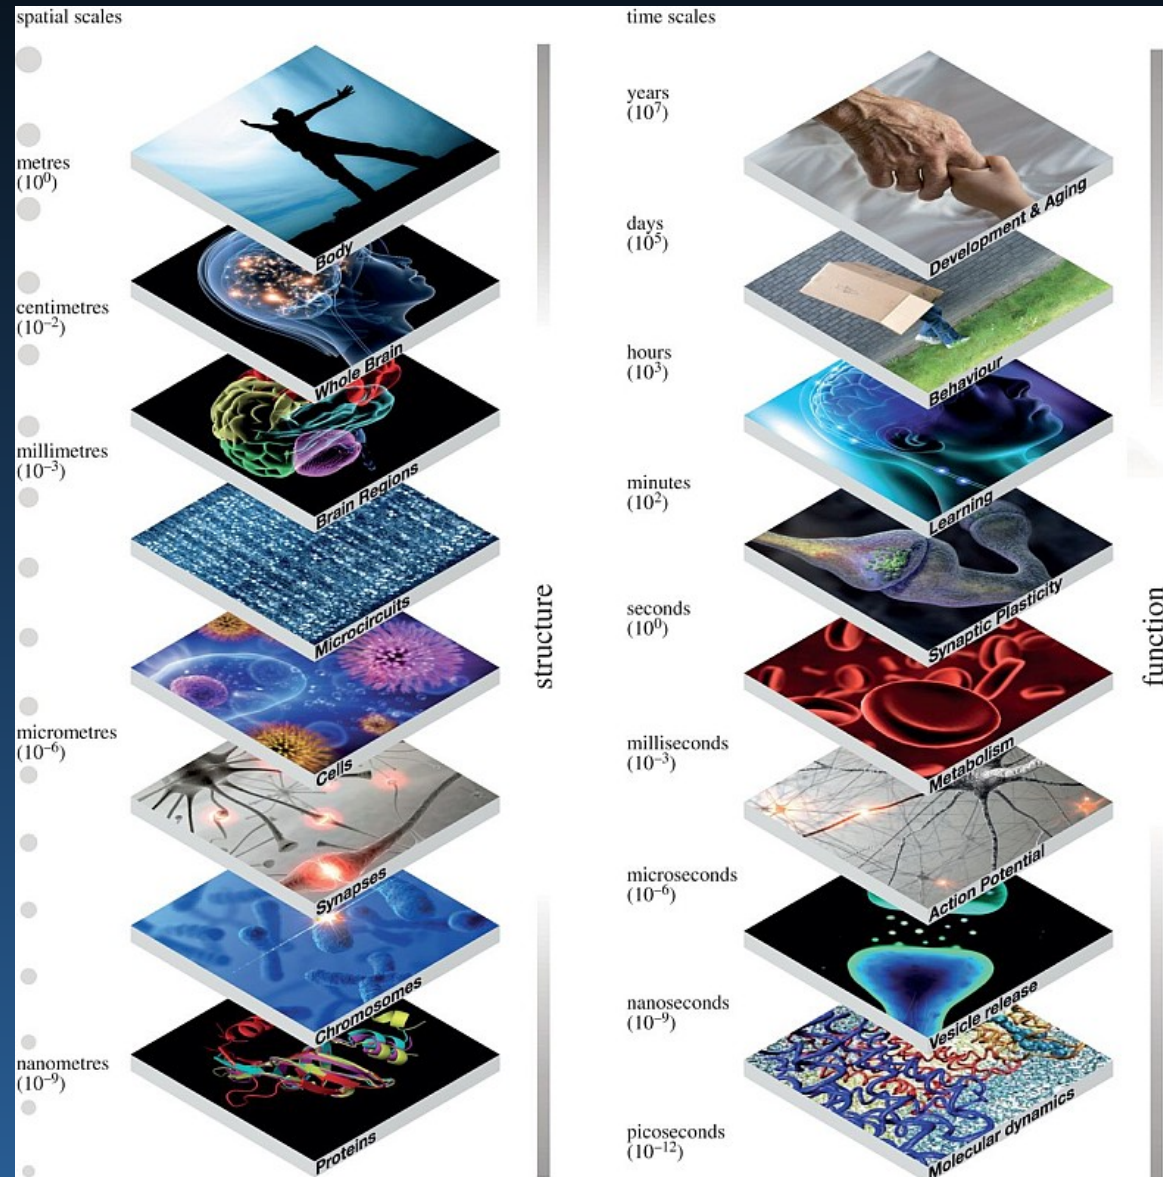 spatial scales
metres
(10⁰)
centimetres
(10⁻²)
millimetres
(10⁻³)
micrometres
(10⁻⁶)
nanometres
(10⁻⁹)
Body
Whole Brain
Brain Regions
Microcircuits
Cells
Synapses
Chromosomes
Proteins
structure
time scales
years
(10⁷)
days
(10⁵)
hours
(10³)
minutes
(10²)
seconds
(10⁰)
milliseconds
(10⁻³)
microseconds
(10⁻⁶)
nanoseconds
(10⁻⁹)
picoseconds
(10⁻¹²)
Development & Aging
Behaviour
Learning
Synaptic Plasticity
Metabolism
Action Potential
Vesicle release
Molecular dynamics
function